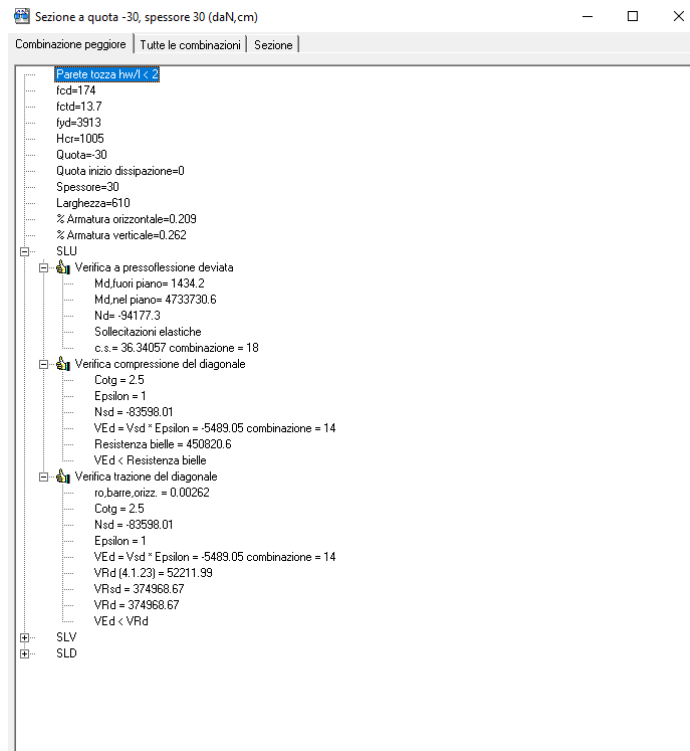 Sezione a quota -30, spessore 30 (daN,cm)
Combinazione peggiore Tutte le combinazioni Sezione
Parete tozza hw/l < 2
fcd=174
fctd=13.7
fyd=3913
Hcr=1005
Quota=-30
Quota inizio dissipazione=0
Spessore=30
Larghezza=610
% Armatura orizzontale=0.209
% Armatura verticale=0.262
SLU
Verifica a pressoflessione deviata
Md,fuori piano= 1434.2
Md,nel piano= 4733730.6
Nd= -94177.3
Sollecitazioni elastiche
c.s.= 36.34057 combinazione = 18
Verifica compressione del diagonale
Cotg = 2.5
Epsilon = 1
Nsd = -83598.01
VEd = Vsd * Epsilon = -5489.05 combinazione = 14
Resistenza bielle = 450820.6
VEd < Resistenza bielle
Verifica trazione del diagonale
ro,barre,orizz. = 0.00262
Cotg = 2.5
Nsd = -83598.01
Epsilon = 1
VEd = Vsd * Epsilon = -5489.05 combinazione = 14
VRd (4.1.23) = 52211.99
VRsd = 374968.67
VRd = 374968.67
VEd < VRd
SLV
SLD